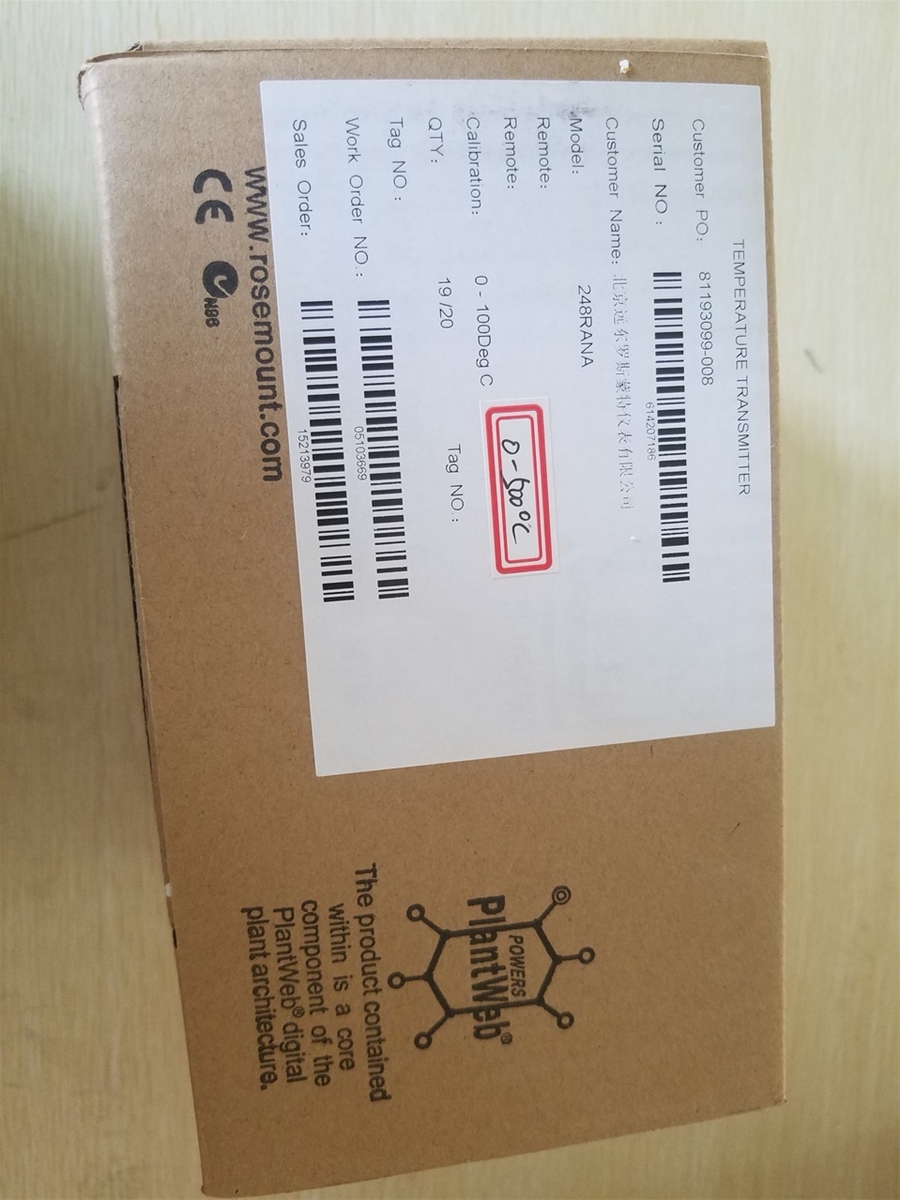 TEMPERATURE TRANSMITTER
Customer PO: 81193099-008
Serial NO:
614207186
Customer Name: 北京远东罗斯蒙特仪表有限公司
Model: 248RANA
Remote:
Remote:
Calibration: 0 - 100Deg C
0-500℃
QTY: 19 /20 Tag NO.:
Tag NO.:
Work Order NO.:
05103669
Sales Order:
15213979
www.rosemount.com
CE N96
POWERS
PlantWeb®
The product contained
within is a core
component of the
PlantWeb® digital
plant architecture.